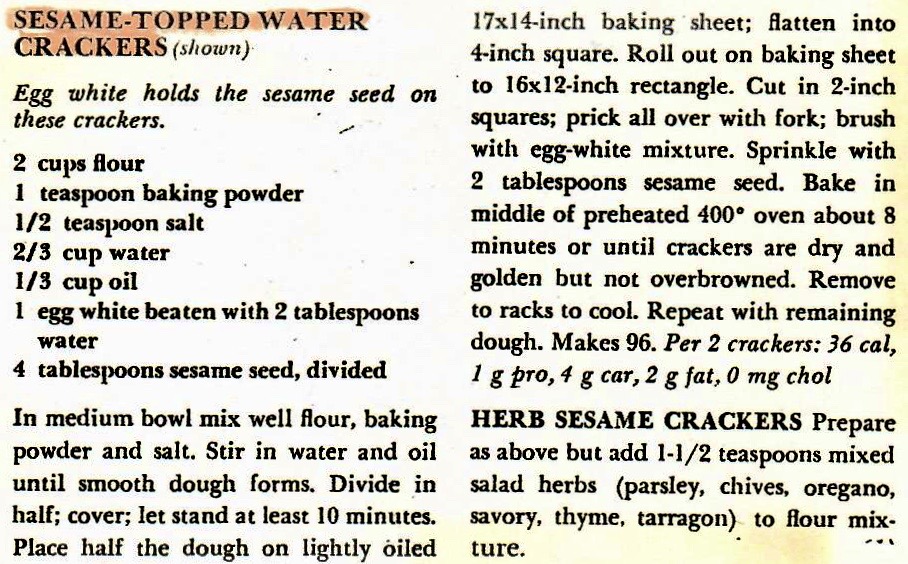 SESAME-TOPPED WATER
CRACKERS (shown)
Egg white holds the sesame seed on
these crackers.
2 cups flour
1 teaspoon baking powder
1/2 teaspoon salt
2/3 cup water
1/3 cup oil
1 egg white beaten with 2 tablespoons
water
4 tablespoons sesame seed, divided
In medium bowl mix well flour, baking
powder and salt. Stir in water and oil
until smooth dough forms. Divide in
half; cover; let stand at least 10 minutes.
Place half the dough on lightly oiled
17x14-inch baking sheet; flatten into
4-inch square. Roll out on baking sheet
to 16x12-inch rectangle. Cut in 2-inch
squares; prick all over with fork; brush
with egg-white mixture. Sprinkle with
2 tablespoons sesame seed. Bake in
middle of preheated 400° oven about 8
minutes or until crackers are dry and
golden but not overbrowned. Remove
to racks to cool. Repeat with remaining
dough. Makes 96. Per 2 crackers: 36 cal,
1 g pro, 4 g car, 2 g fat, 0 mg chol
HERB SESAME CRACKERS Prepare
as above but add 1-1/2 teaspoons mixed
salad herbs (parsley, chives, oregano,
savory, thyme, tarragon) to flour mix-
ture.